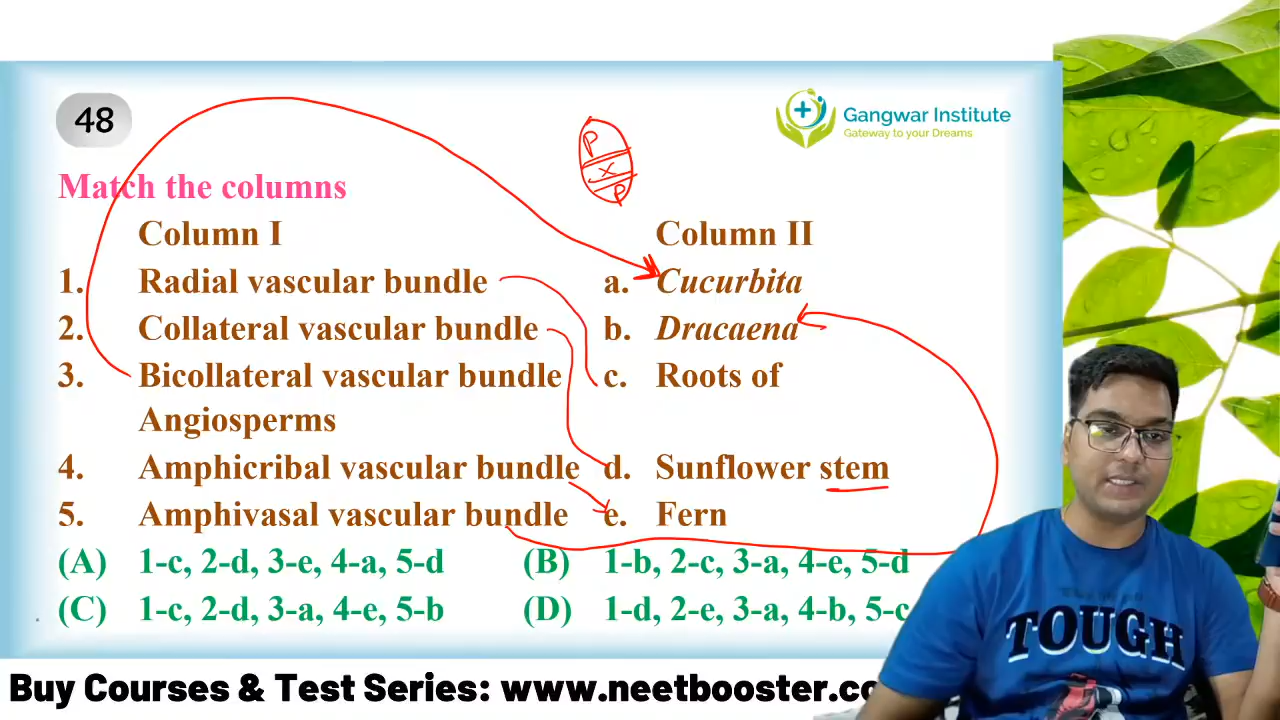 48
Gangwar Institute
Gateway to your Dreams
P
x
P
Match the columns
Column I Column II
1. Radial vascular bundle a. Cucurbita
2. Collateral vascular bundle b. Dracaena
3. Bicollateral vascular bundle c. Roots of
Angiosperms
4. Amphicribal vascular bundle d. Sunflower stem
5. Amphivasal vascular bundle e. Fern
(A) 1-c, 2-d, 3-e, 4-a, 5-d (B) 1-b, 2-c, 3-a, 4-e, 5-d
(C) 1-c, 2-d, 3-a, 4-e, 5-b (D) 1-d, 2-e, 3-a, 4-b, 5-c
TOUGH
Buy Courses & Test Series: www.neetbooster.co